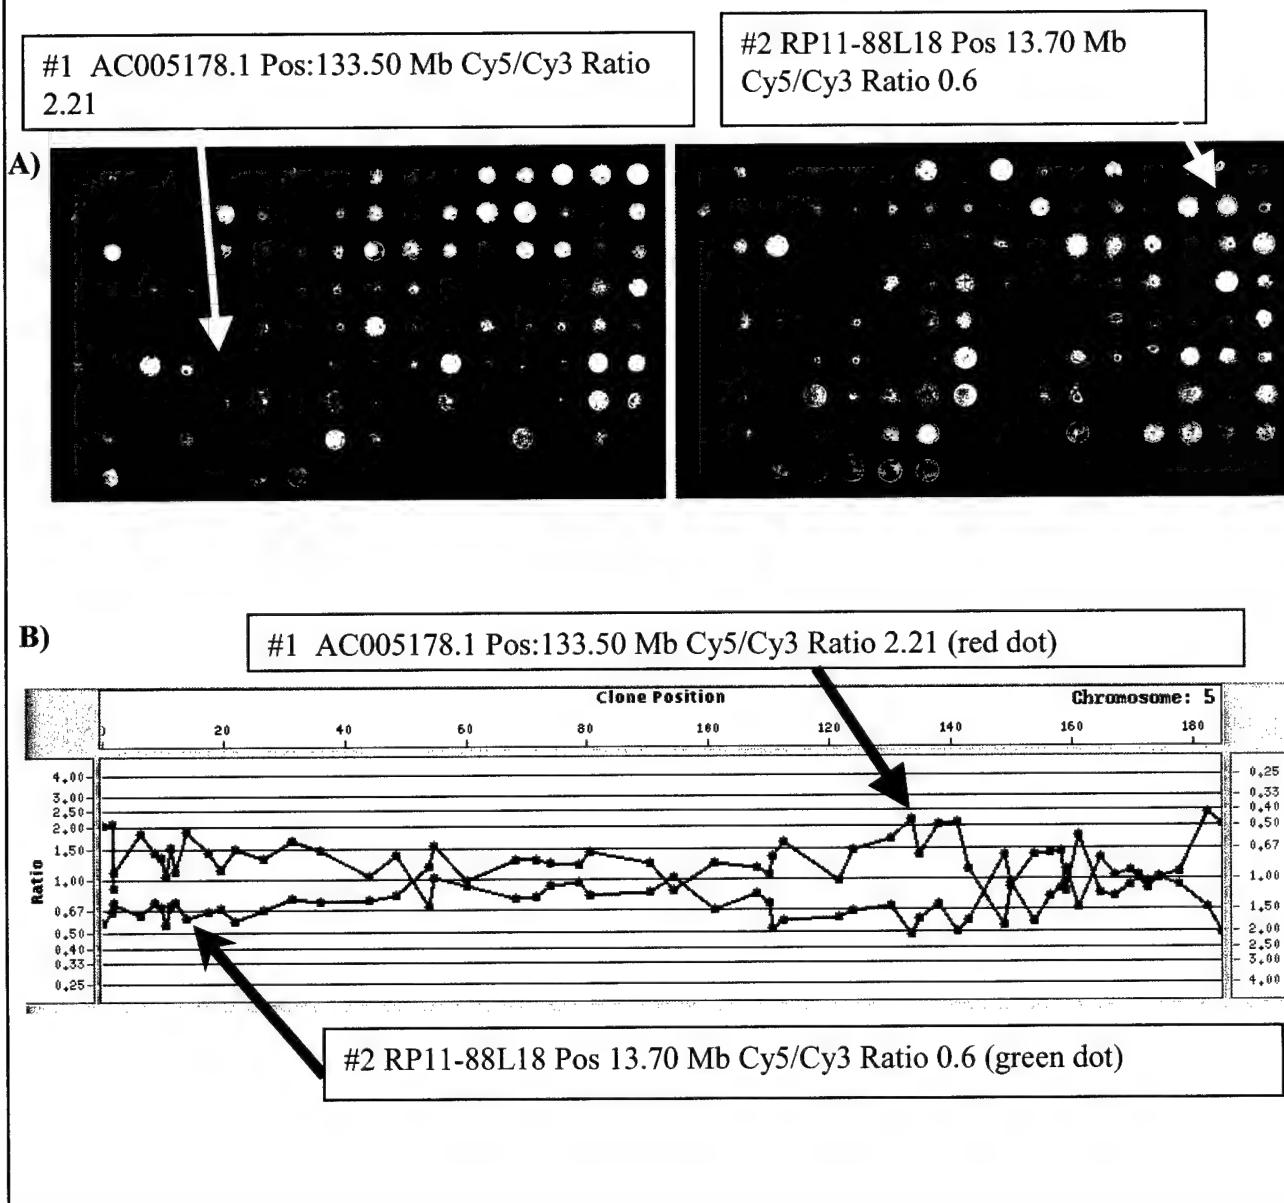 #1 AC005178.1 Pos:133.50 Mb Cy5/Cy3 Ratio
2.21
#2 RP11-88L18 Pos 13.70 Mb
Cy5/Cy3 Ratio 0.6
A)
B)
#1 AC005178.1 Pos:133.50 Mb Cy5/Cy3 Ratio 2.21 (red dot)
Clone Position
Chromosome: 5
0 20 40 60 80 100 120 140 160 180
Ratio
4.00
3.00
2.50
2.00
1.50
1.00
0.67
0.50
0.40
0.33
0.25
0.25
0.33
0.40
0.50
0.67
1.00
1.50
2.00
2.50
3.00
4.00
#2 RP11-88L18 Pos 13.70 Mb Cy5/Cy3 Ratio 0.6 (green dot)